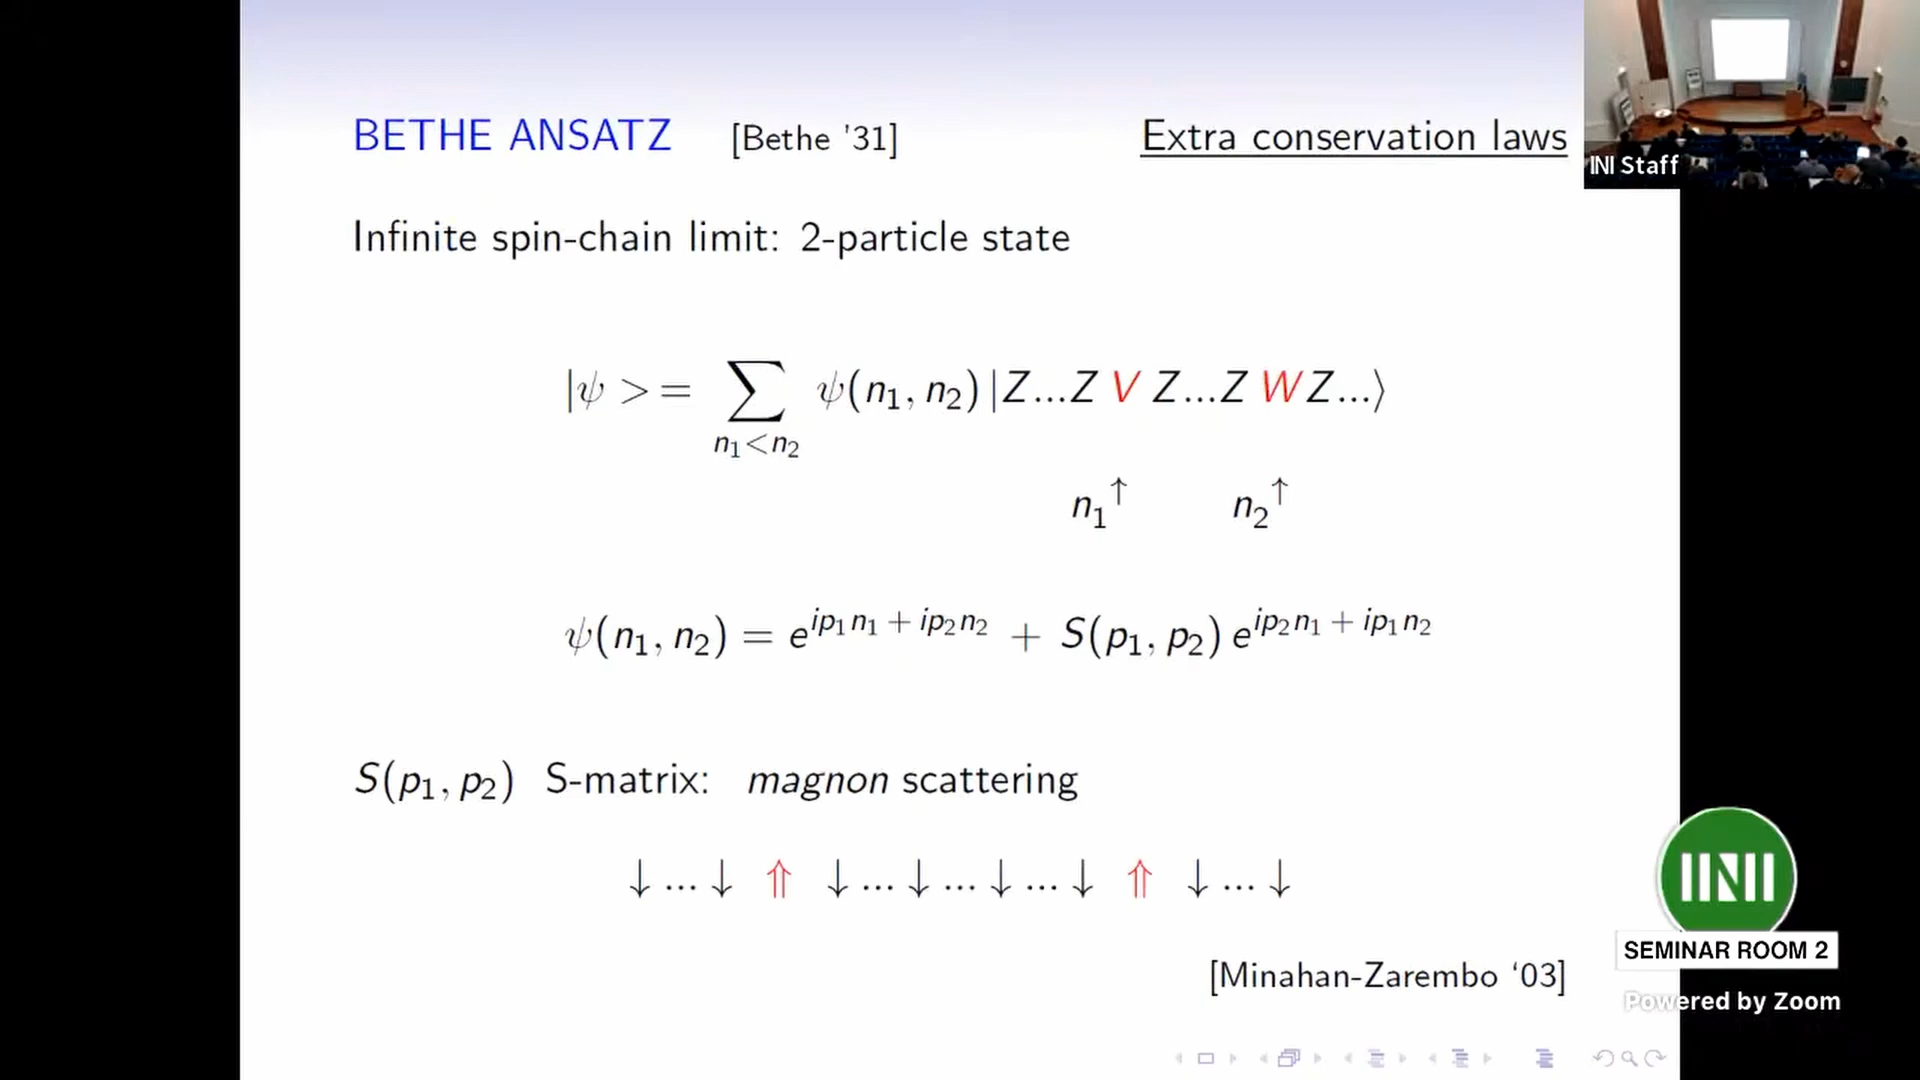 BETHE ANSATZ [Bethe '31] Extra conservation laws
INI Staff
Infinite spin-chain limit: 2-particle state
|ψ > = ∑ ψ(n₁, n₂) |Z...Z V Z...Z W Z...⟩
n₁<n₂
n₁↑ n₂↑
ψ(n₁, n₂) = e^{ip₁n₁ + ip₂n₂} + S(p₁, p₂) e^{ip₂n₁ + ip₁n₂}
S(p₁, p₂) S-matrix: magnon scattering
↓ ... ↓ ⇑ ↓ ... ↓ ... ↓ ... ↓ ⇑ ↓ ... ↓
[Minahan-Zarembo ‘03]
INI
SEMINAR ROOM 2
Powered by Zoom